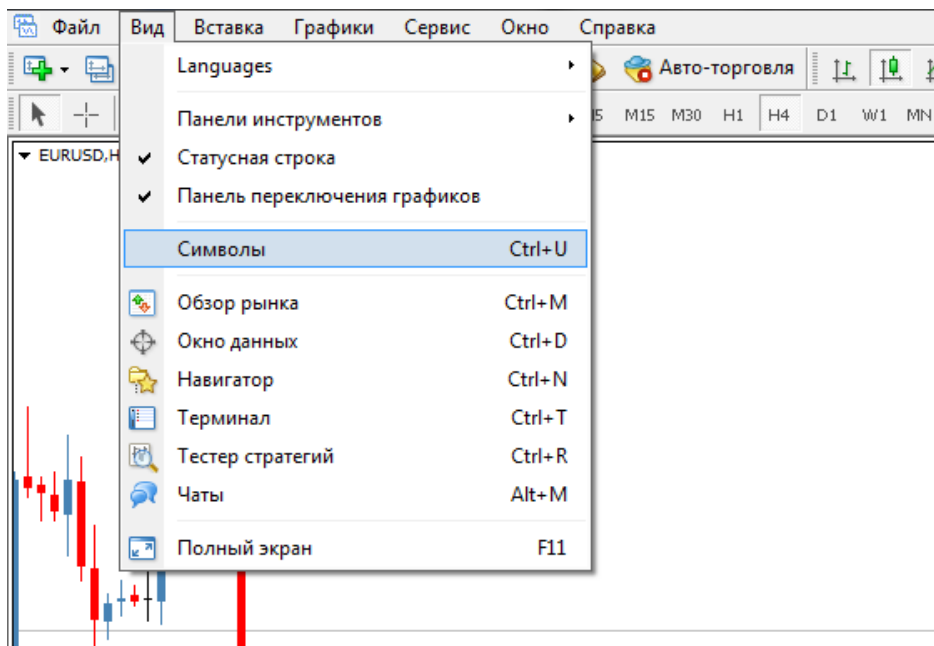 Файл Вид Вставка Графики Сервис Окно Справка
Авто-торговля
M15 M30 H1 H4 D1 W1 MN
EURUSD,H
Languages
Панели инструментов
Статусная строка
Панель переключения графиков
Символы Ctrl+U
Обзор рынка Ctrl+M
Окно данных Ctrl+D
Навигатор Ctrl+N
Терминал Ctrl+T
Тестер стратегий Ctrl+R
Чаты Alt+M
Полный экран F11